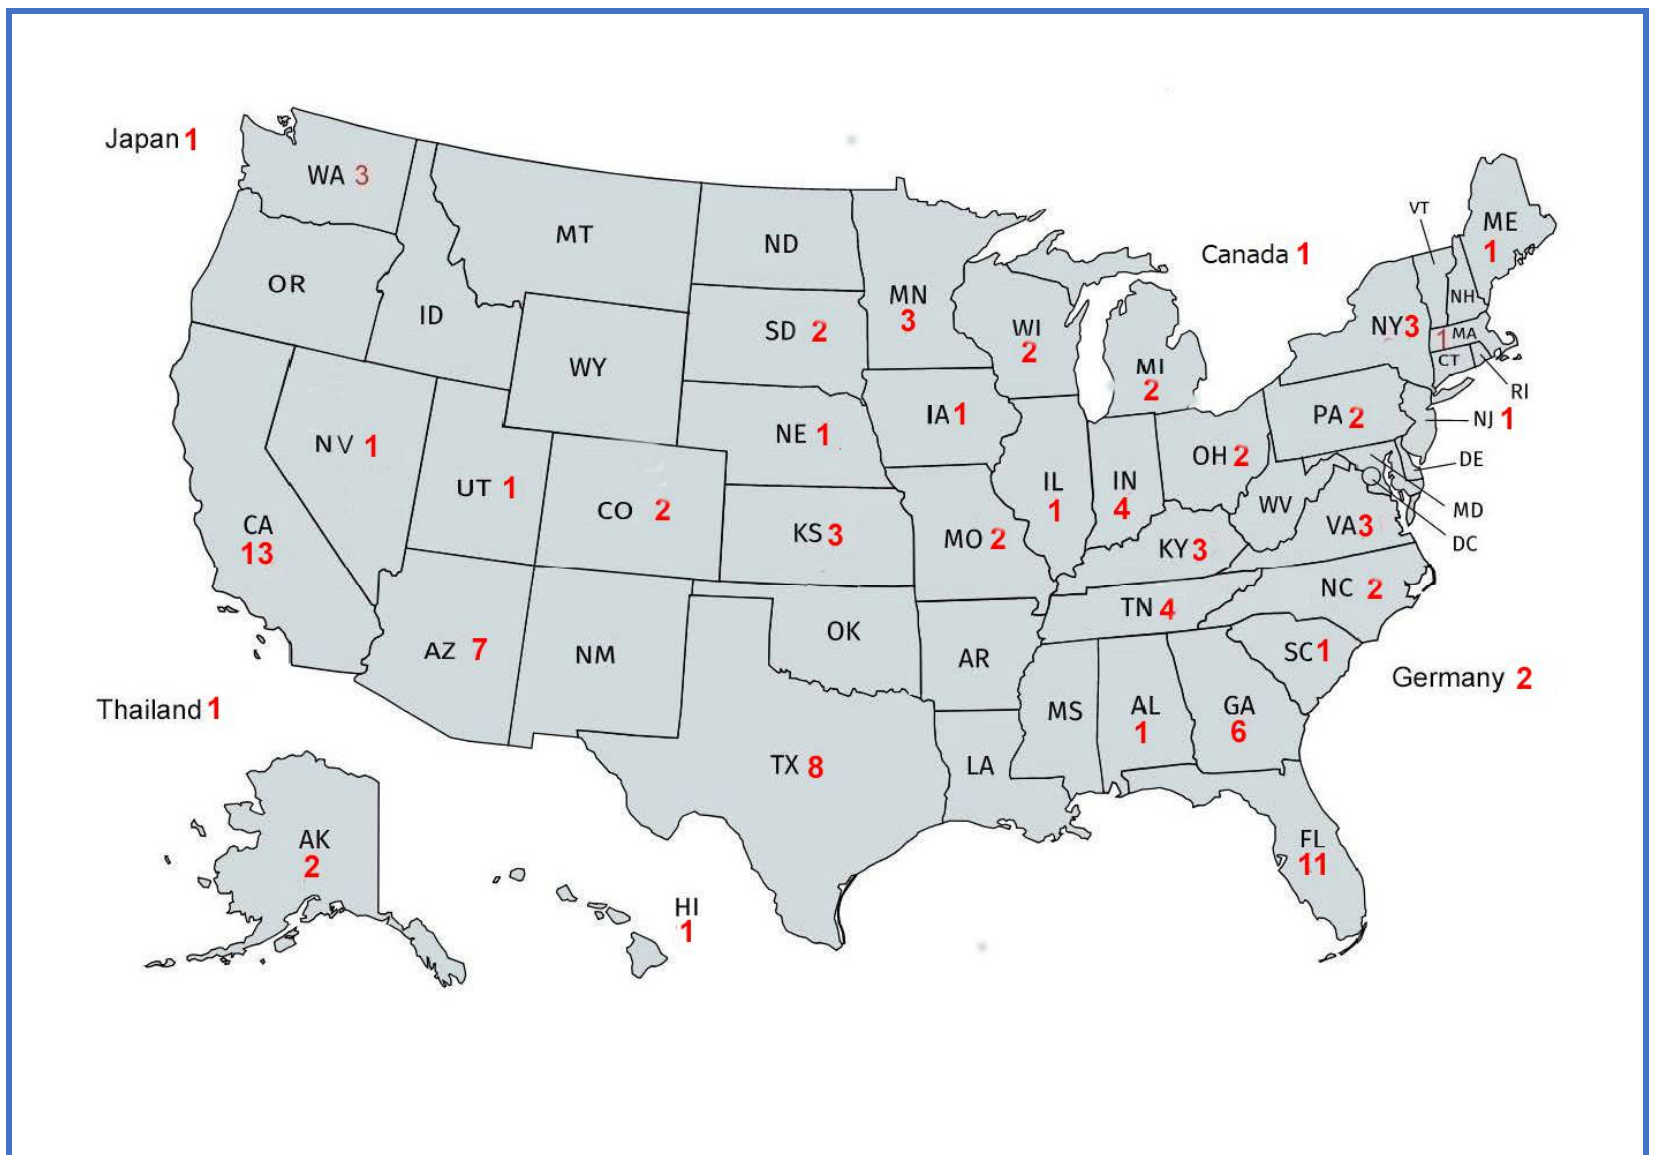 Japan 1
WA 3
MT
ND
MN
3
VT
ME
1
Canada 1
OR
ID
SD 2
WI
2
NH
NY3
1 MA
CT
RI
WY
MI
2
IA1
PA 2
NJ 1
NV 1
NE 1
OH 2
DE
UT 1
CO 2
IL
1
IN
4
WV
MD
CA
13
KS 3
MO 2
KY 3
VA3
DC
NC 2
TN 4
AZ 7
NM
OK
AR
SC1
Germany 2
Thailand 1
MS
AL
1
GA
6
TX 8
LA
AK
2
FL
11
HI
1